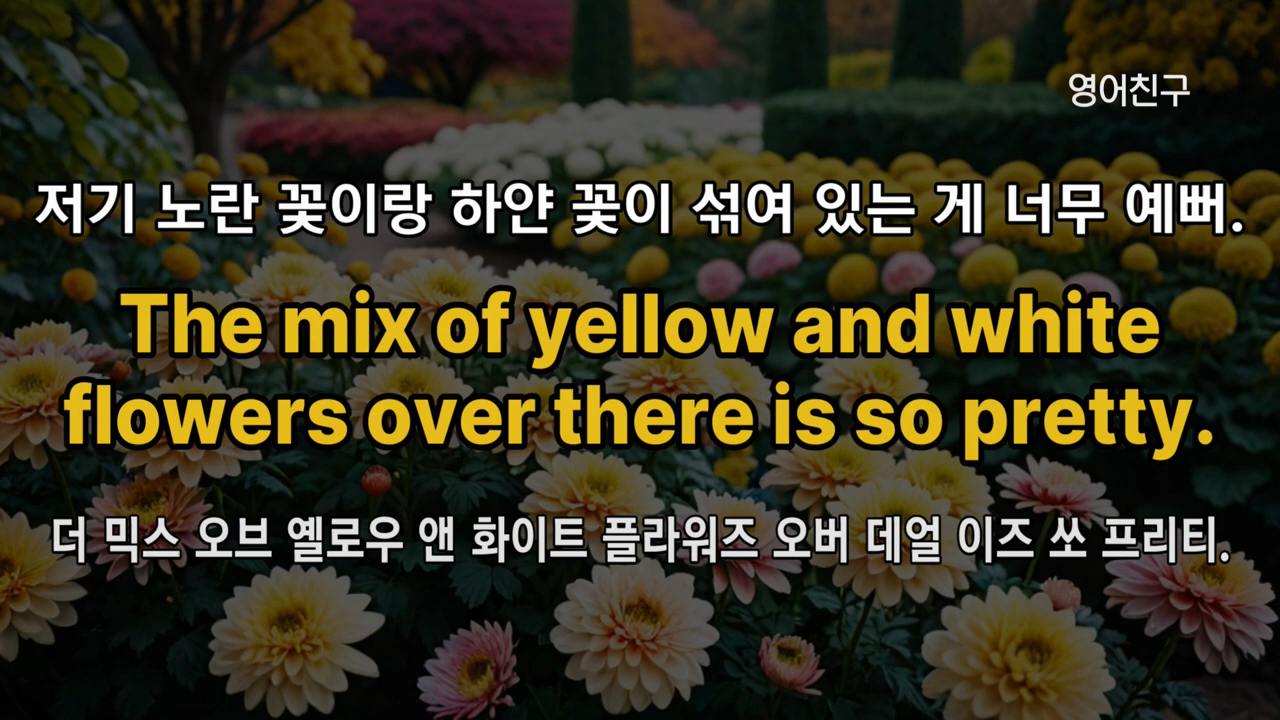 영어친구
저기 노란 꽃이랑 하얀 꽃이 섞여 있는 게 너무 예뻐.
The mix of yellow and white
flowers over there is so pretty.
더 믹스 오브 옐로우 앤 화이트 플라워즈 오버 데얼 이즈 쏘 프리티.